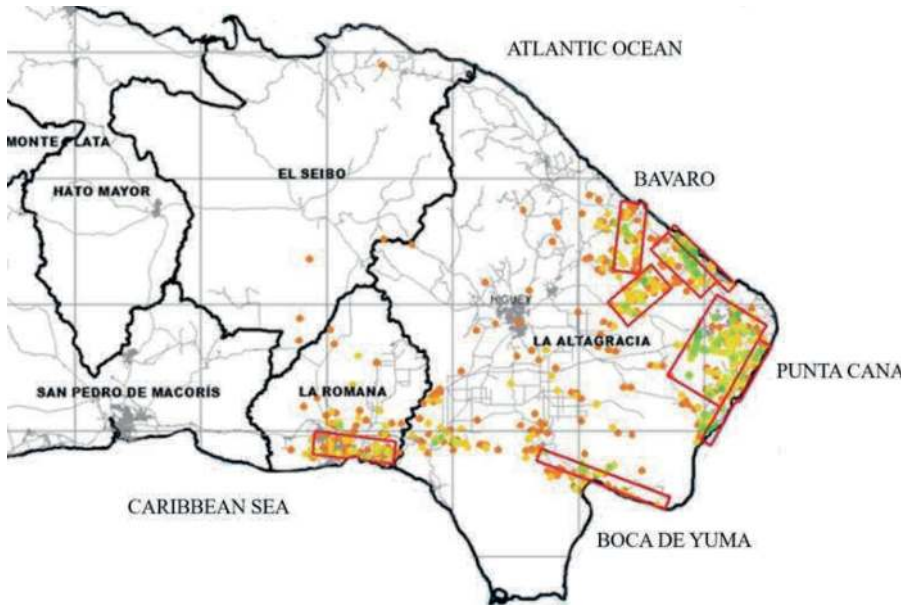 ATLANTIC OCEAN
MONTE PLATA
HATO MAYOR
EL SEIBO
BAVARO
HIGUEY
LA ALTAGRACIA
PUNTA CANA
SAN PEDRO DE MACORÍS
LA ROMANA
CARIBBEAN SEA
BOCA DE YUMA